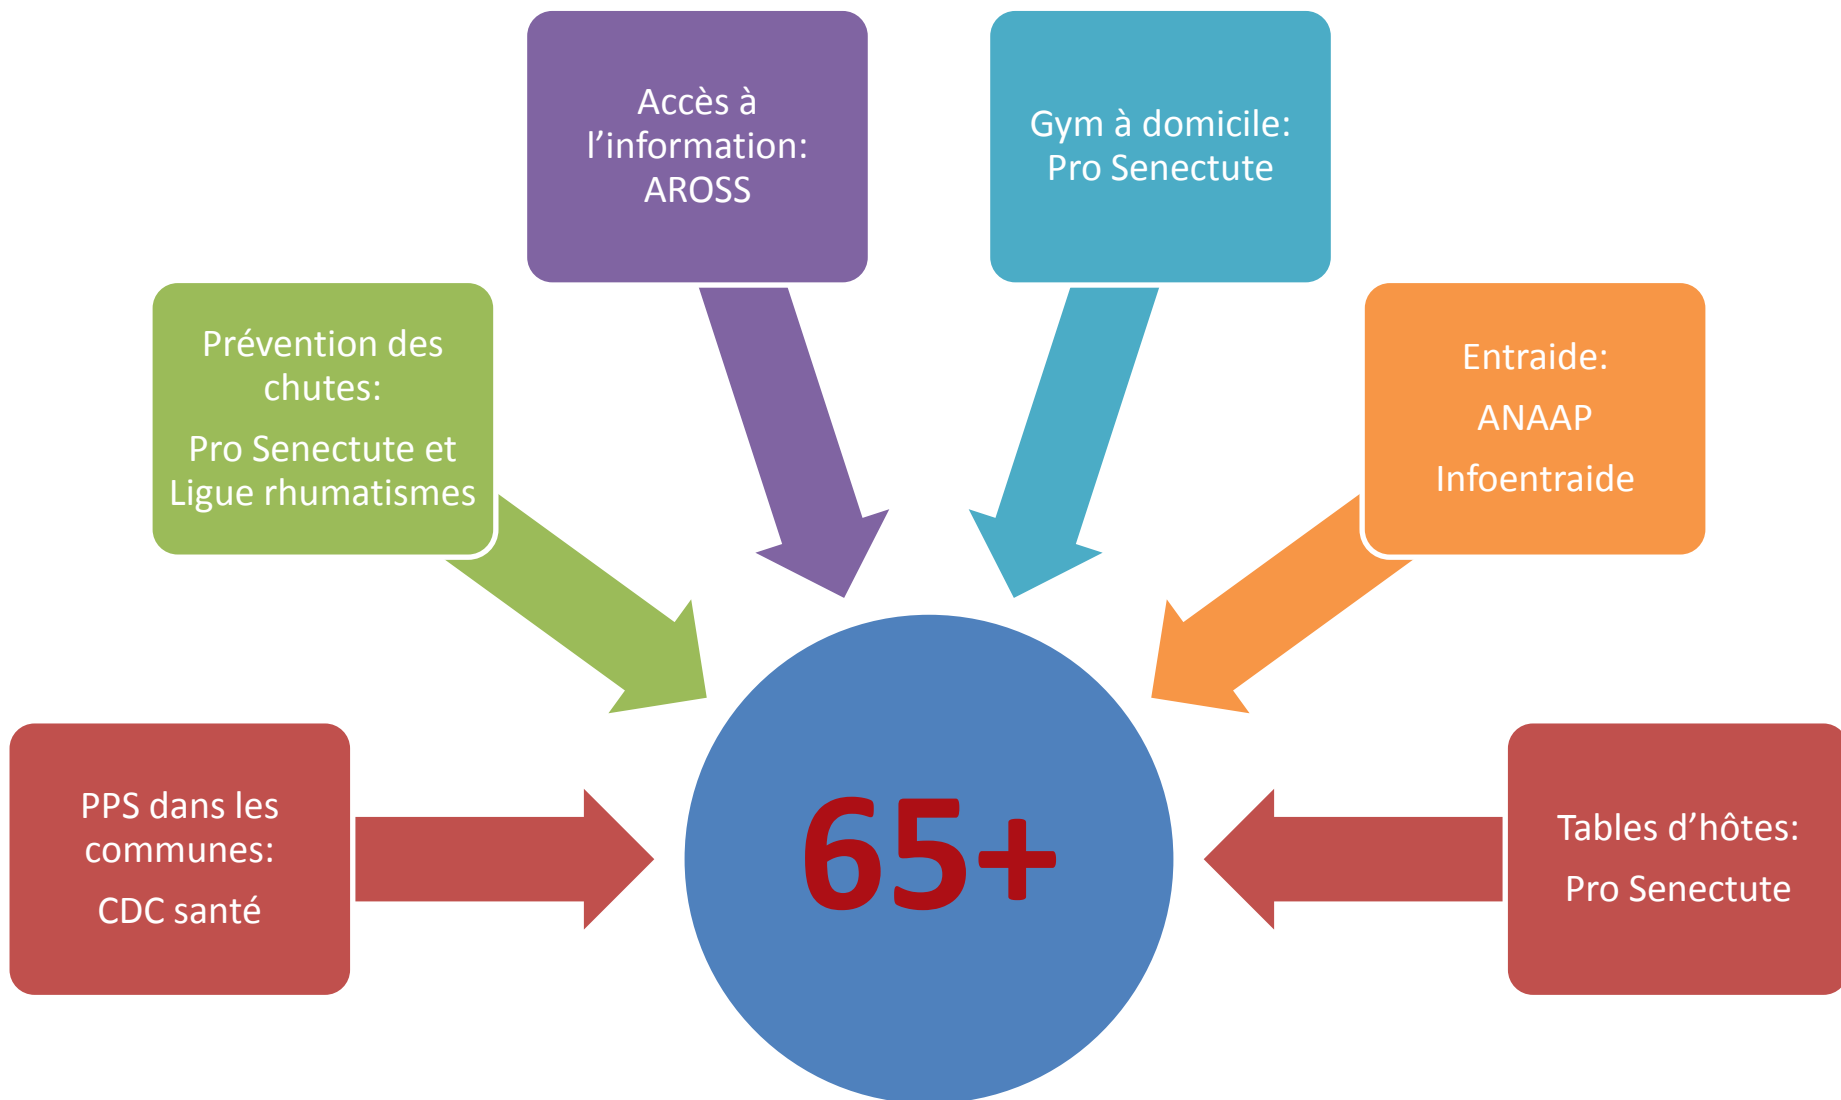 Accès à
l’information:
AROSS
Gym à domicile:
Pro Senectute
Prévention des
chutes:
Pro Senectute et
Ligue rhumatismes
Entraide:
ANAAP
Infoentraide
PPS dans les
communes:
CDC santé
65+
Tables d’hôtes:
Pro Senectute